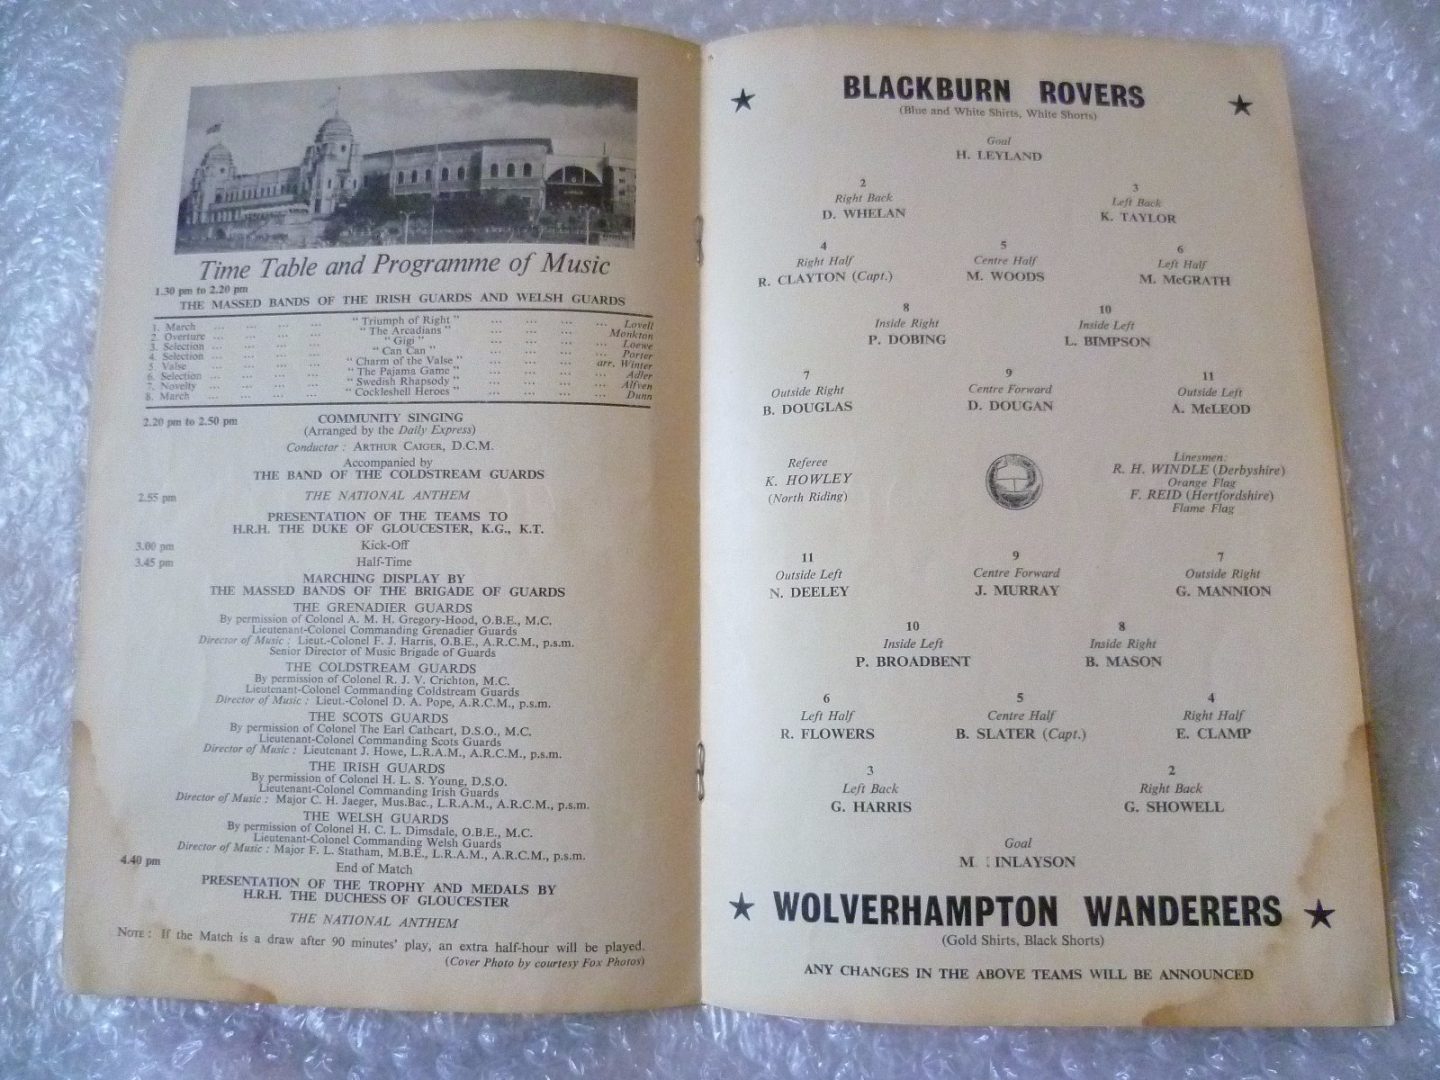 Time Table and Programme of Music
1.30 pm to 2.20 pm
THE MASSED BANDS OF THE IRISH GUARDS AND WELSH GUARDS
1. March ... ... ... ... "Triumph of Right" ... ... ... ... Lovell
2. Overture ... ... ... ... "The Arcadians" ... ... ... ... Monkton
3. Selection ... ... ... ... "Gigi" ... ... ... ... Loewe
4. Selection ... ... ... ... "Can Can" ... ... ... ... Porter
5. Valse ... ... ... ... "Charm of the Valse" ... ... ... arr. Winter
6. Selection ... ... ... ... "The Pajama Game" ... ... ... ... Adler
7. Novelty ... ... ... ... "Swedish Rhapsody" ... ... ... ... Alfven
8. March ... ... ... ... "Cockleshell Heroes" ... ... ... ... Dunn
2.20 pm to 2.50 pm COMMUNITY SINGING
(Arranged by the Daily Express)
Conductor : ARTHUR CAIGER, D.C.M.
Accompanied by
THE BAND OF THE COLDSTREAM GUARDS
2.55 pm THE NATIONAL ANTHEM
PRESENTATION OF THE TEAMS TO
H.R.H. THE DUKE OF GLOUCESTER, K.G., K.T.
3.00 pm Kick-Off
3.45 pm Half-Time
MARCHING DISPLAY BY
THE MASSED BANDS OF THE BRIGADE OF GUARDS
THE GRENADIER GUARDS
By permission of Colonel A. M. H. Gregory-Hood, O.B.E., M.C.
Lieutenant-Colonel Commanding Grenadier Guards
Director of Music : Lieut.-Colonel F. J. Harris, O.B.E., A.R.C.M., p.s.m.
Senior Director of Music Brigade of Guards
THE COLDSTREAM GUARDS
By permission of Colonel R. J. V. Crichton, M.C.
Lieutenant-Colonel Commanding Coldstream Guards
Director of Music : Lieut.-Colonel D. A. Pope, A.R.C.M., p.s.m.
THE SCOTS GUARDS
By permission of Colonel The Earl Cathcart, D.S.O., M.C.
Lieutenant-Colonel Commanding Scots Guards
Director of Music : Lieutenant J. Howe, L.R.A.M., A.R.C.M., p.s.m.
THE IRISH GUARDS
By permission of Colonel H. L. S. Young, D.S.O.
Lieutenant-Colonel Commanding Irish Guards
Director of Music : Major C. H. Jaeger, Mus.Bac., L.R.A.M., A.R.C.M., p.s.m.
THE WELSH GUARDS
By permission of Colonel H. C. L. Dimsdale, O.B.E., M.C.
Lieutenant-Colonel Commanding Welsh Guards
Director of Music : Major F. L. Statham, M.B.E., L.R.A.M., A.R.C.M., p.s.m.
4.40 pm End of Match
PRESENTATION OF THE TROPHY AND MEDALS BY
H.R.H. THE DUCHESS OF GLOUCESTER
THE NATIONAL ANTHEM
NOTE : If the Match is a draw after 90 minutes' play, an extra half-hour will be played.
(Cover Photo by courtesy Fox Photos)
BLACKBURN ROVERS
(Blue and White Shirts, White Shorts)
Goal
H. LEYLAND
2 3
Right Back Left Back
D. WHELAN K. TAYLOR
4 5 6
Right Half Centre Half Left Half
R. CLAYTON (Capt.) M. WOODS M. McGRATH
8 10
Inside Right Inside Left
P. DOBING L. BIMPSON
7 9 11
Outside Right Centre Forward Outside Left
B. DOUGLAS D. DOUGAN A. McLEOD
Referee Linesmen:
K. HOWLEY R. H. WINDLE (Derbyshire)
(North Riding) Orange Flag
F. REID (Hertfordshire)
Flame Flag
11 9 7
Outside Left Centre Forward Outside Right
N. DEELEY J. MURRAY G. MANNION
10 8
Inside Left Inside Right
P. BROADBENT B. MASON
6 5 4
Left Half Centre Half Right Half
R. FLOWERS B. SLATER (Capt.) E. CLAMP
3 2
Left Back Right Back
G. HARRIS G. SHOWELL
Goal
M. INLAYSON
WOLVERHAMPTON WANDERERS
(Gold Shirts, Black Shorts)
ANY CHANGES IN THE ABOVE TEAMS WILL BE ANNOUNCED